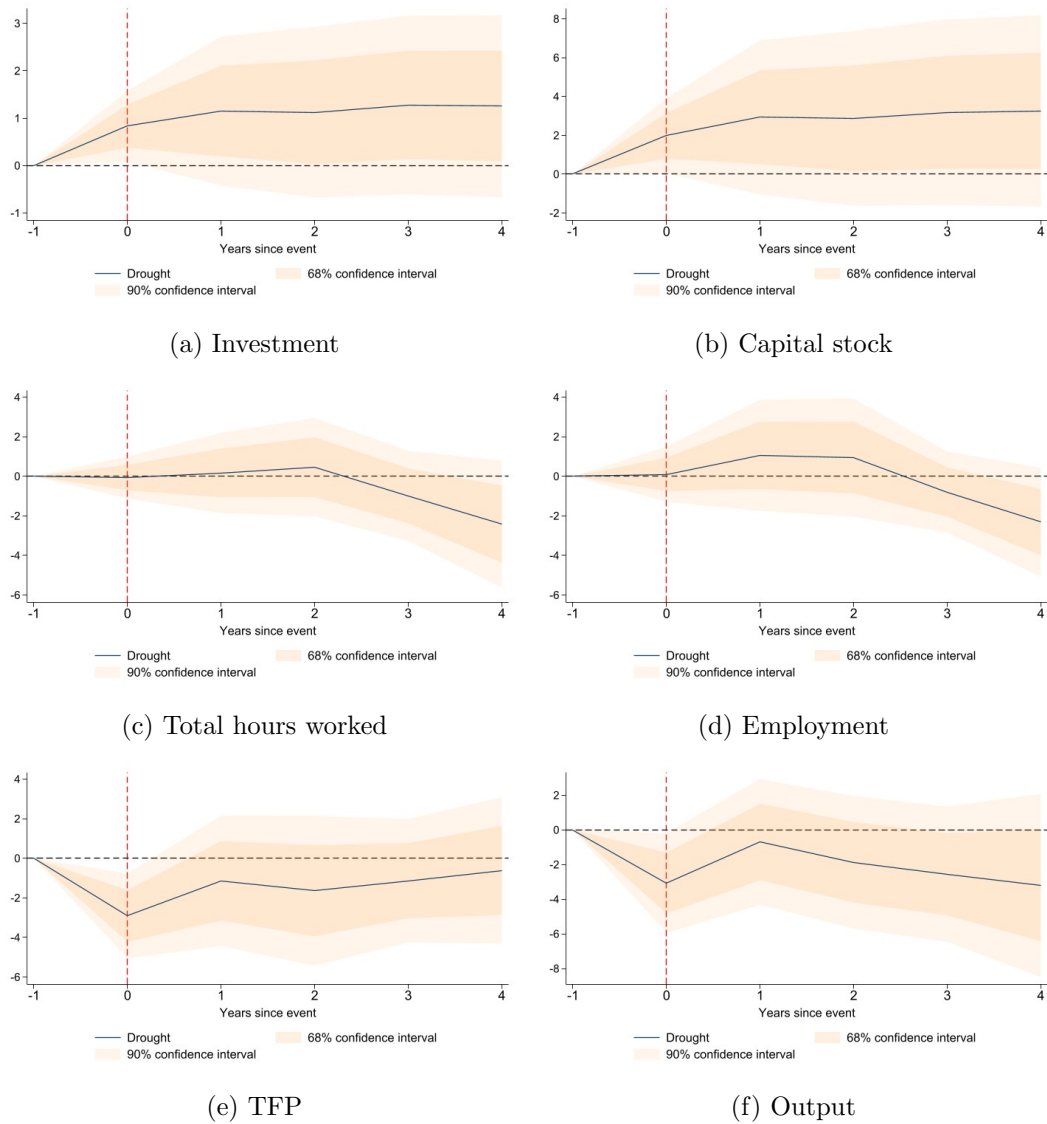 3
2
1
0
-1
-1 0 1 2 3 4
Years since event
Drought 68% confidence interval
90% confidence interval
(a) Investment
8
6
4
2
0
-2
-1 0 1 2 3 4
Years since event
Drought 68% confidence interval
90% confidence interval
(b) Capital stock
4
2
0
-2
-4
-6
-1 0 1 2 3 4
Years since event
Drought 68% confidence interval
90% confidence interval
(c) Total hours worked
4
2
0
-2
-4
-6
-1 0 1 2 3 4
Years since event
Drought 68% confidence interval
90% confidence interval
(d) Employment
4
2
0
-2
-4
-6
-1 0 1 2 3 4
Years since event
Drought 68% confidence interval
90% confidence interval
(e) TFP
2
0
-2
-4
-6
-8
-1 0 1 2 3 4
Years since event
Drought 68% confidence interval
90% confidence interval
(f) Output